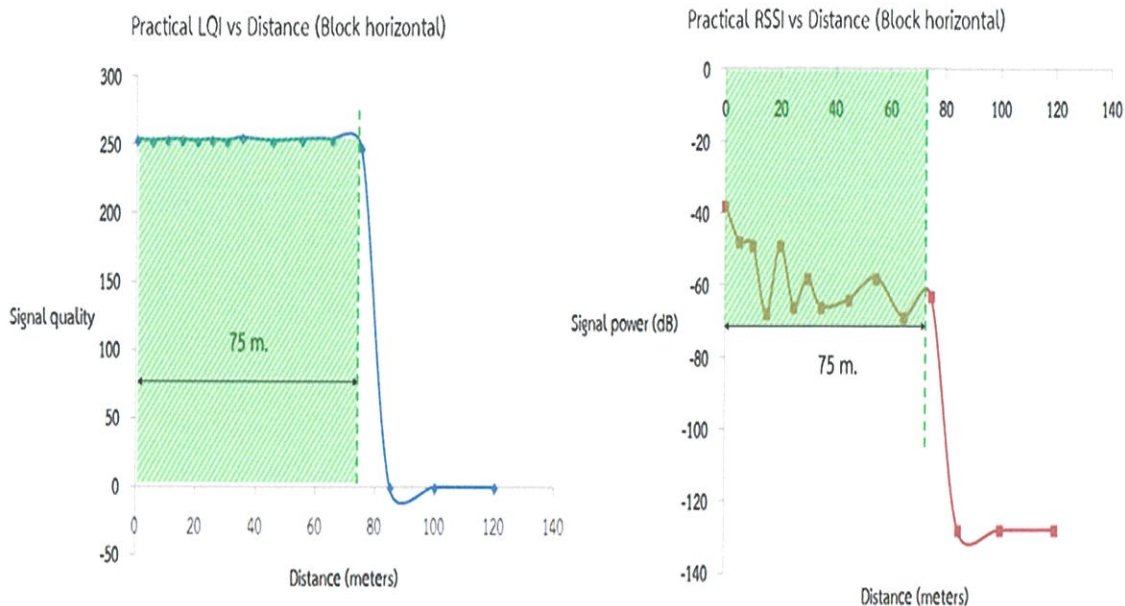 Practical LQI vs Distance (Block horizontal)
300
250
200
150
100
50
0
-50
Signal quality
75 m.
0 20 40 60 80 100 120 140
Distance (meters)
Practical RSSI vs Distance (Block horizontal)
0
-20
-40
-60
-80
-100
-120
-140
0 20 40 60 80 100 120 140
Signal power (dB)
75 m.
Distance (meters)